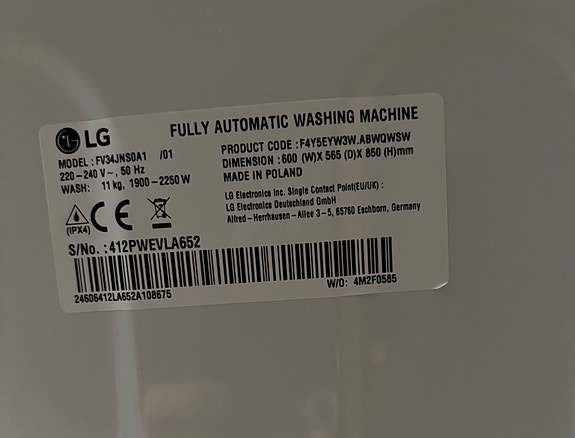 LG
FULLY AUTOMATIC WASHING MACHINE
MODEL : FV34JNS0A1 /01
220-240 V~, 50 Hz
WASH: 11 kg, 1900-2250 W
PRODUCT CODE : F4Y5EYW3W.ABWQWSW
DIMENSION : 600 (W)X 565 (D)X 850 (H)mm
MADE IN POLAND
LG Electronics Inc. Single Contact Point(EU/UK) :
LG Electronics Deutschland GmbH
Alfred-Herrhausen-Allee 3-5, 65760 Eschborn, Germany
(IPX4)
CE
S/No. : 412PWEVLA652
24606412LA652A108675
W/O: 4M2F0585